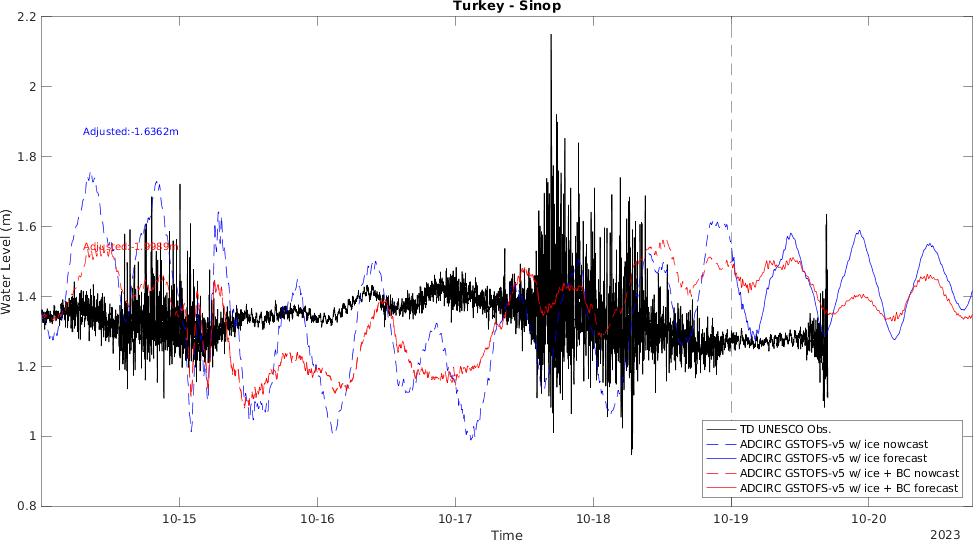 Turkey - Sinop
2.2
2
1.8
1.6
1.4
1.2
1
0.8
Water Level (m)
Adjusted:-1.6362m
Adjusted:-1.9989m
TD UNESCO Obs.
ADCIRC GSTOFS-v5 w/ ice nowcast
ADCIRC GSTOFS-v5 w/ ice forecast
ADCIRC GSTOFS-v5 w/ ice + BC nowcast
ADCIRC GSTOFS-v5 w/ ice + BC forecast
10-15
10-16
10-17
10-18
10-19
10-20
Time
2023